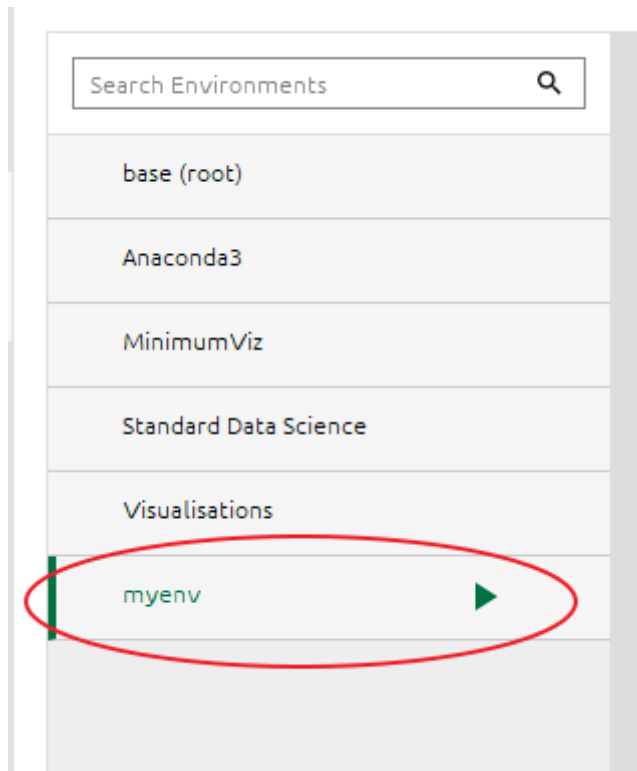 Search Environments
base (root)
Anaconda3
MinimumViz
Standard Data Science
Visualisations
myenv